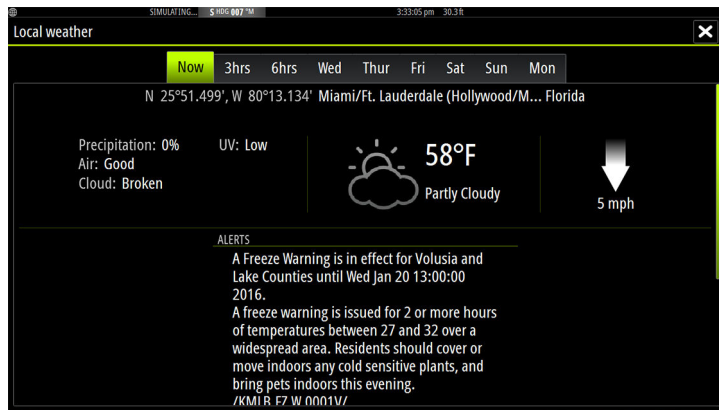 SIMULATING... S HDG 007 °M 3:33:05 pm 30.3 ft
Local weather
Now 3hrs 6hrs Wed Thur Fri Sat Sun Mon
N 25°51.499', W 80°13.134' Miami/Ft. Lauderdale (Hollywood/M... Florida
Precipitation: 0% UV: Low
Air: Good
Cloud: Broken
58°F
Partly Cloudy
5 mph
ALERTS
A Freeze Warning is in effect for Volusia and
Lake Counties until Wed Jan 20 13:00:00
2016.
A freeze warning is issued for 2 or more hours
of temperatures between 27 and 32 over a
widespread area. Residents should cover or
move indoors any cold sensitive plants, and
bring pets indoors this evening.
/KMLB.FZ.W.0001V/